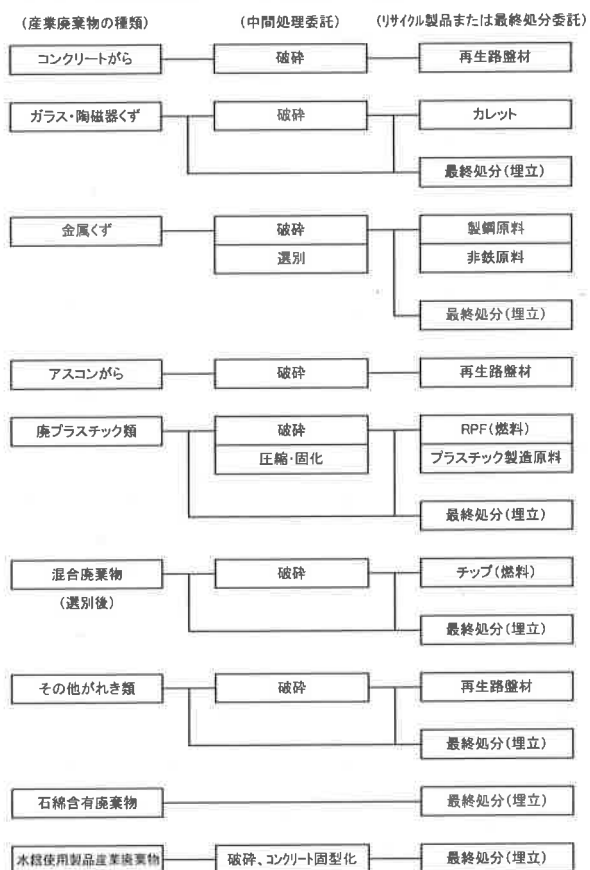 (産業廃棄物の種類) (中間処理委託) (リサイクル製品または最終処分委託)
コンクリートがら 破砕 再生路盤材
ガラス・陶磁器くず 破砕 カレット
最終処分(埋立)
金属くず 破砕 製鋼原料
選別 非鉄原料
最終処分(埋立)
アスコンがら 破砕 再生路盤材
廃プラスチック類 破砕 RPF(燃料)
圧縮・固化 プラスチック製造原料
最終処分(埋立)
混合廃棄物 破砕 チップ(燃料)
(選別後)
最終処分(埋立)
その他がれき類 破砕 再生路盤材
最終処分(埋立)
石綿含有廃棄物 最終処分(埋立)
水銀使用製品産業廃棄物 破砕、コンクリート固型化 最終処分(埋立)